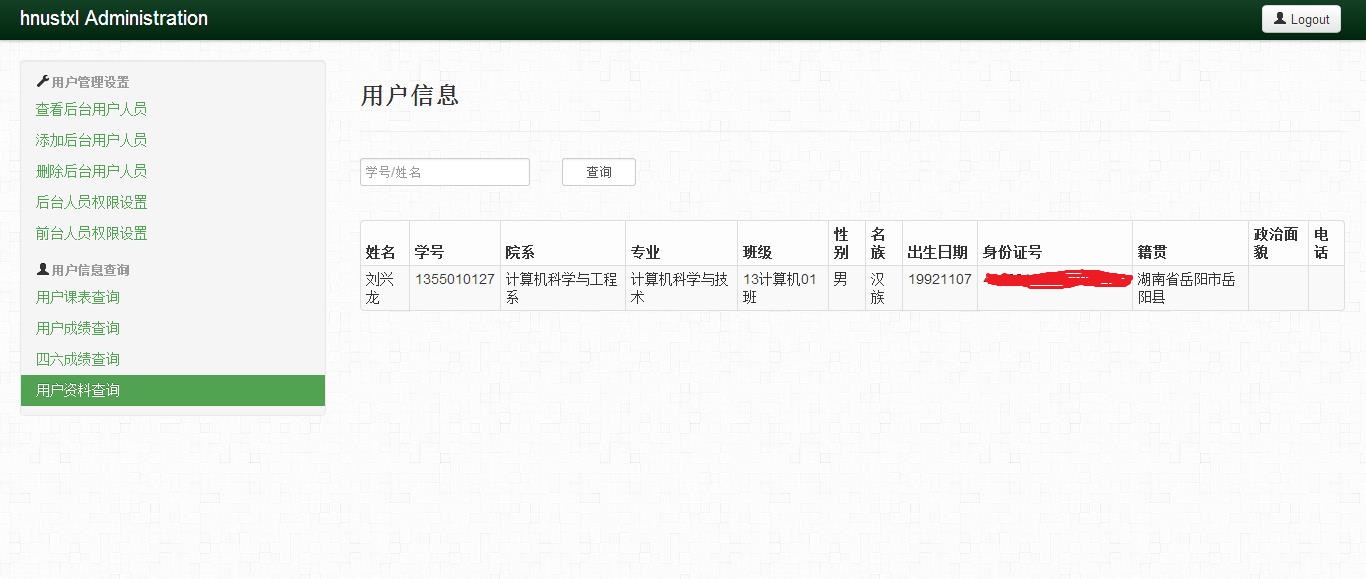 hnustxl Administration
Logout
用户管理设置
查看后台用户人员
添加后台用户人员
删除后台用户人员
后台人员权限设置
前台人员权限设置
用户信息查询
用户课表查询
用户成绩查询
四六成绩查询
用户资料查询
用户信息
学号/姓名 查询
姓名 学号 院系 专业 班级 性别 名族 出生日期 身份证号 籍贯 政治面貌 电话
刘兴龙 1355010127 计算机科学与工程系 计算机科学与技术 13计算机01班 男 汉族 19921107 湖南省岳阳市岳阳县